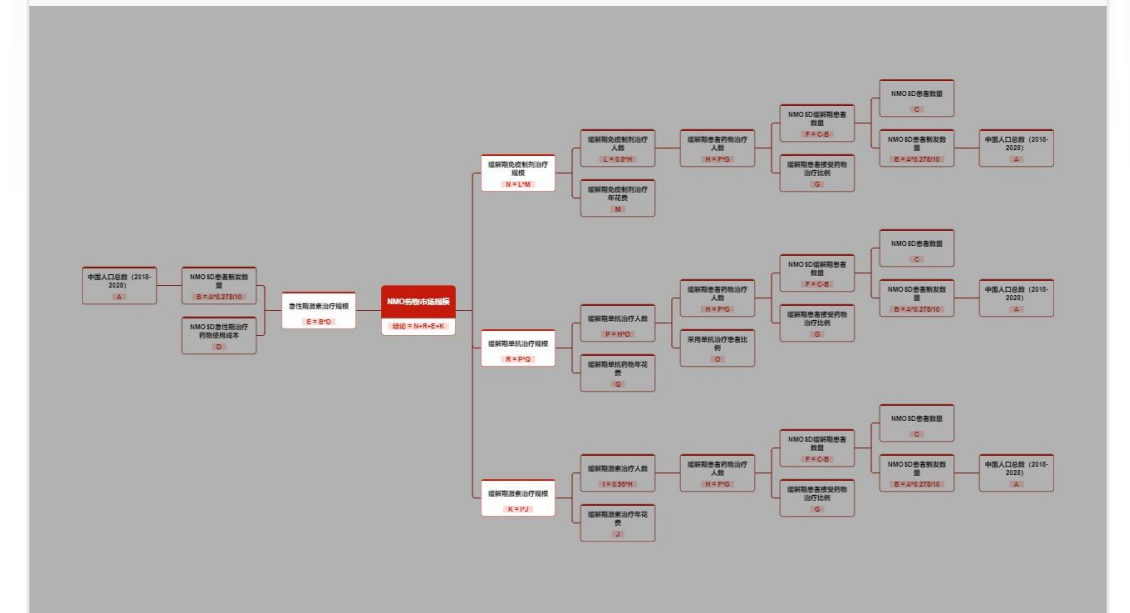 NMOSD患者数量
C
NMOSD缓解期患者
数量
F = C-B
缓解期免疫制剂治疗
人数
L = 0.8*H
缓解期患者药物治疗
人数
H = F*G
NMOSD患者新发数
量
B = A*0.278/10
中国人口总数（2018-
2028）
A
缓解期免疫制剂治疗
规模
N = L*M
缓解期患者接受药物
治疗比例
G
缓解期免疫制剂治疗
年花费
M
NMOSD患者数量
C
NMOSD缓解期患者
数量
F = C-B
中国人口总数（2018-
2028）
A
NMOSD患者新发数
量
B = A*0.278/10
NMOSD急性期治疗
药物使用成本
D
急性期激素治疗规模
E = B*D
NMO药物市场规模
结论 = N+R+E+K
缓解期患者药物治疗
人数
H = F*G
NMOSD患者新发数
量
B = A*0.278/10
中国人口总数（2018-
2028）
A
缓解期患者接受药物
治疗比例
G
缓解期单抗治疗规模
R = P*Q
缓解期单抗治疗人数
P = H*O
采用单抗治疗患者比
例
O
缓解期单抗药物年花
费
Q
NMOSD患者数量
C
NMOSD缓解期患者
数量
F = C-B
缓解期激素治疗人数
I = 0.95*H
缓解期患者药物治疗
人数
H = F*G
NMOSD患者新发数
量
B = A*0.278/10
中国人口总数（2018-
2028）
A
缓解期激素治疗规模
K = I*J
缓解期患者接受药物
治疗比例
G
缓解期激素治疗年花
费
J